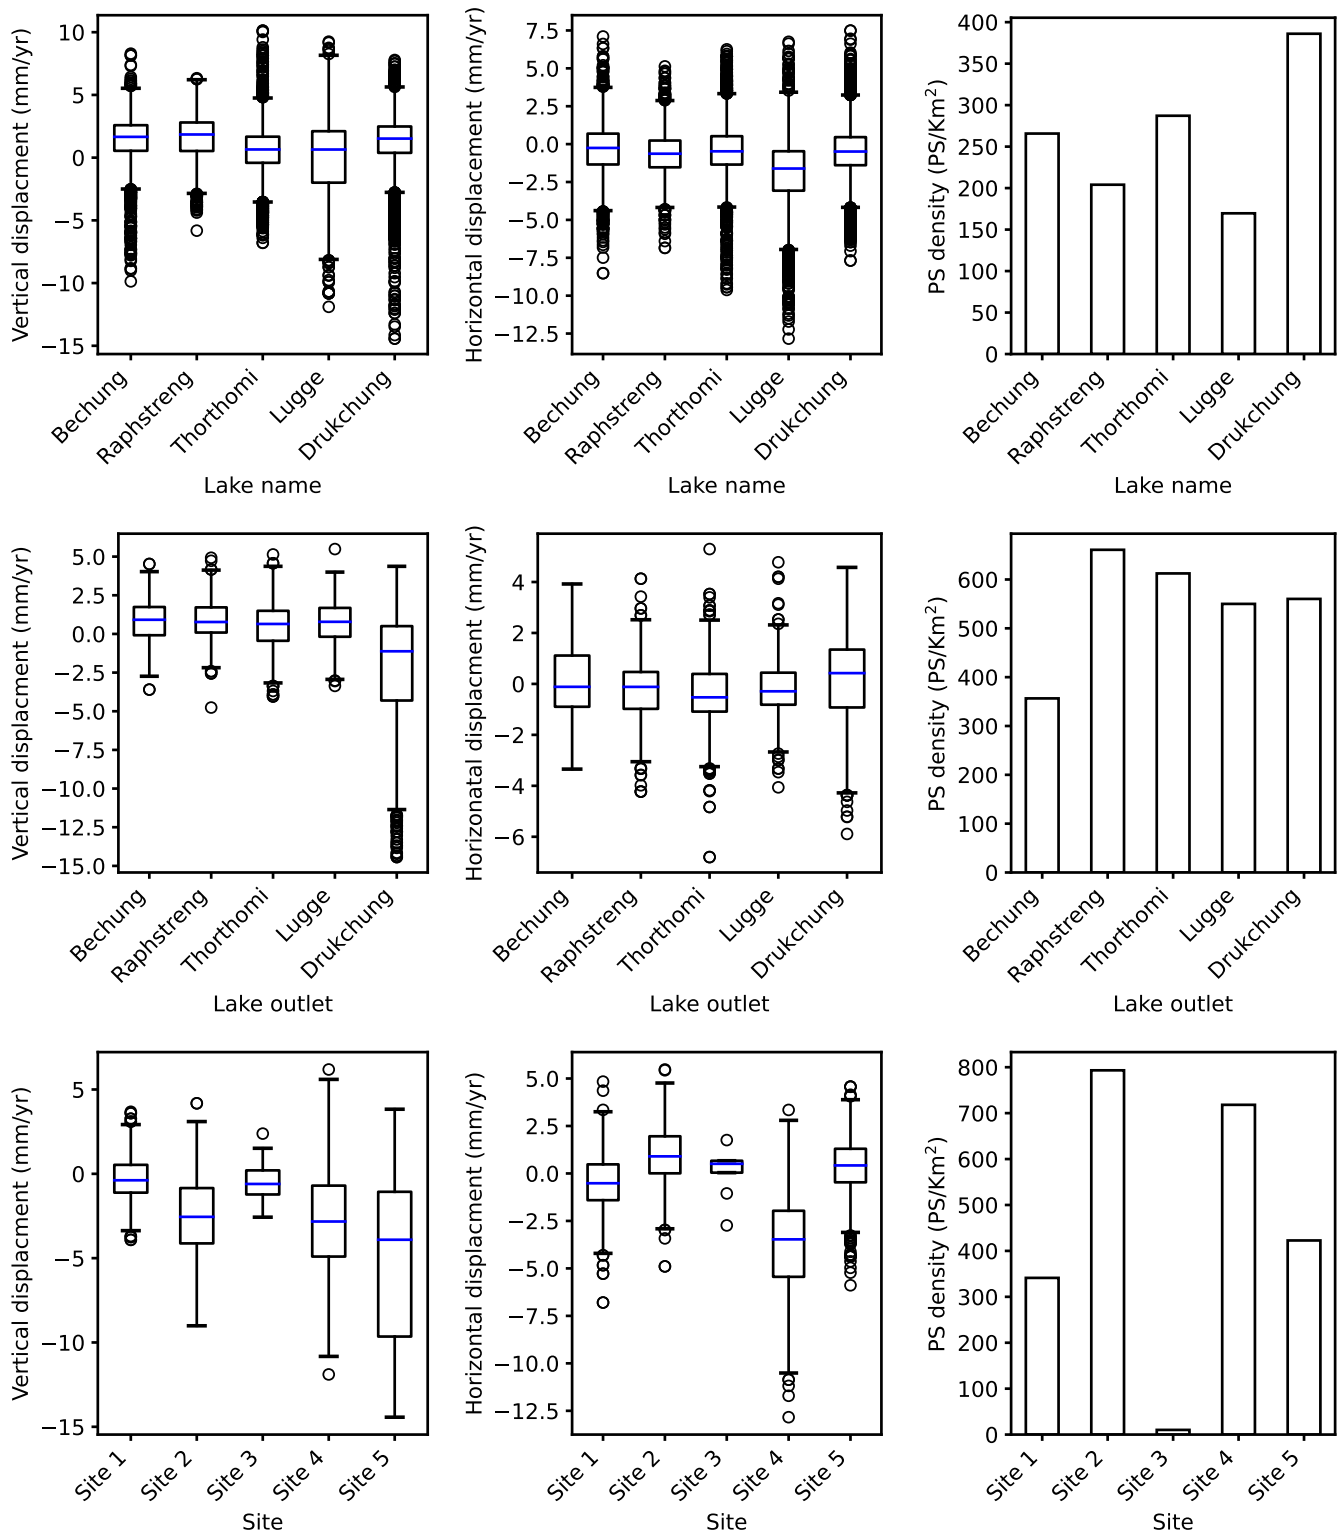 Vertical displacment (mm/yr)
10
5
0
−5
−10
−15
Bechung
Raphstreng
Thorthomi
Lugge
Drukchung
Lake name
Horizontal displacement (mm/yr)
7.5
5.0
2.5
0.0
−2.5
−5.0
−7.5
−10.0
−12.5
Bechung
Raphstreng
Thorthomi
Lugge
Drukchung
Lake name
PS density (PS/Km²)
400
350
300
250
200
150
100
50
0
Bechung
Raphstreng
Thorthomi
Lugge
Drukchung
Lake name
Vertical displacment (mm/yr)
5.0
2.5
0.0
−2.5
−5.0
−7.5
−10.0
−12.5
−15.0
Bechung
Raphstreng
Thorthomi
Lugge
Drukchung
Lake outlet
Horizonatal displacment (mm/yr)
4
2
0
−2
−4
−6
Bechung
Raphstreng
Thorthomi
Lugge
Drukchung
Lake outlet
PS density (PS/Km²)
600
500
400
300
200
100
0
Bechung
Raphstreng
Thorthomi
Lugge
Drukchung
Lake outlet
Vertical displacment (mm/yr)
5
0
−5
−10
−15
Site 1
Site 2
Site 3
Site 4
Site 5
Site
Horizontal displacment (mm/yr)
5.0
2.5
0.0
−2.5
−5.0
−7.5
−10.0
−12.5
Site 1
Site 2
Site 3
Site 4
Site 5
Site
PS density (PS/Km²)
800
700
600
500
400
300
200
100
0
Site 1
Site 2
Site 3
Site 4
Site 5
Site